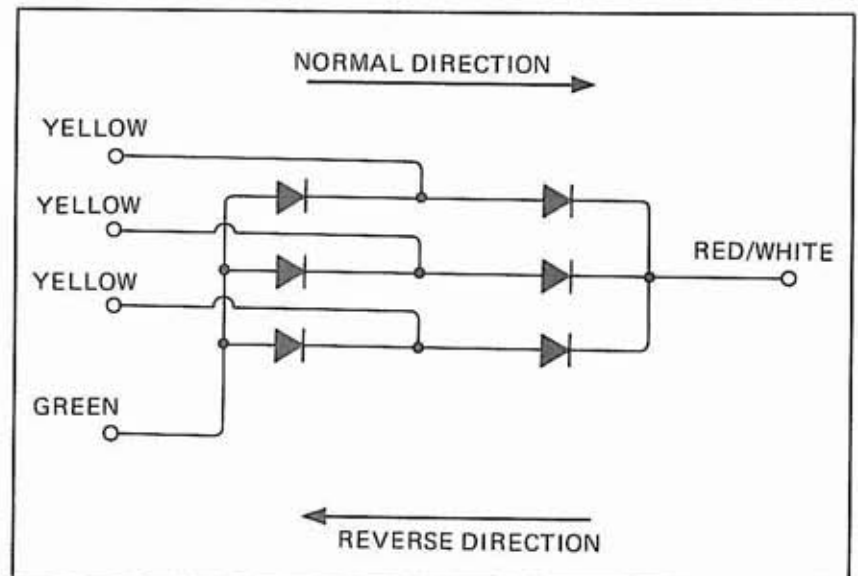 NORMAL DIRECTION
YELLOW
YELLOW
RED/WHITE
YELLOW
GREEN
REVERSE DIRECTION